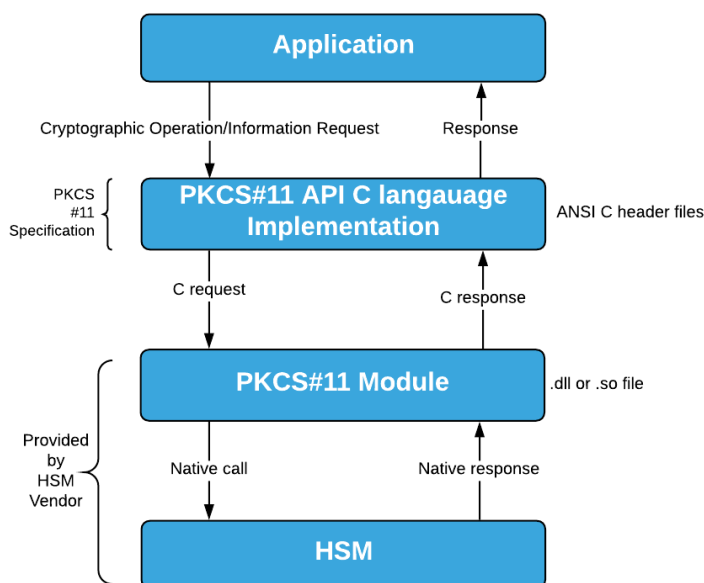 Application
Cryptographic Operation/Information Request
Response
PKCS
#11
Specification
PKCS#11 API C langauage
Implementation
ANSI C header files
C request
C response
PKCS#11 Module
.dll or .so file
Provided
by
HSM
Vendor
Native call
Native response
HSM